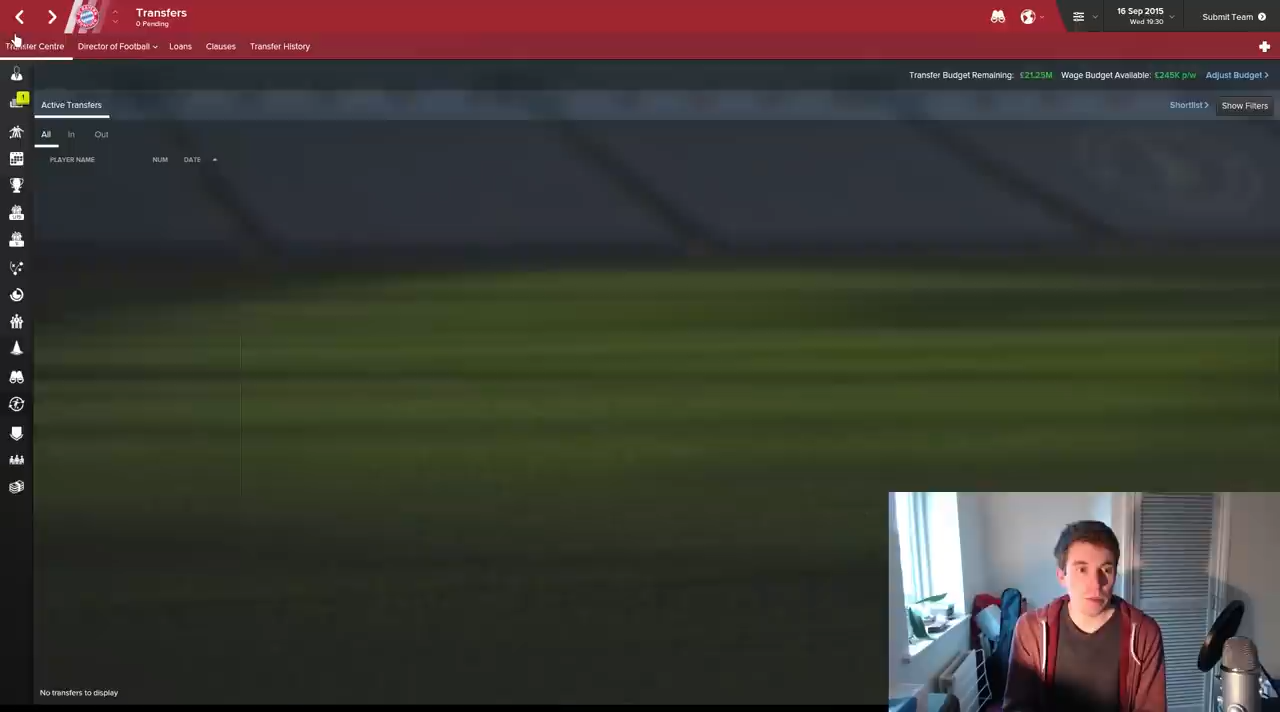 Transfers
0 Pending
16 Sep 2015
Wed 19:30
Submit Team
Transfer Centre
Director of Football
Loans
Clauses
Transfer History
Transfer Budget Remaining: £21.25M Wage Budget Available: £245K p/w Adjust Budget >
1
Active Transfers
Shortlist >
Show Filters
All
In
Out
PLAYER NAME
NUM
DATE
No transfers to display